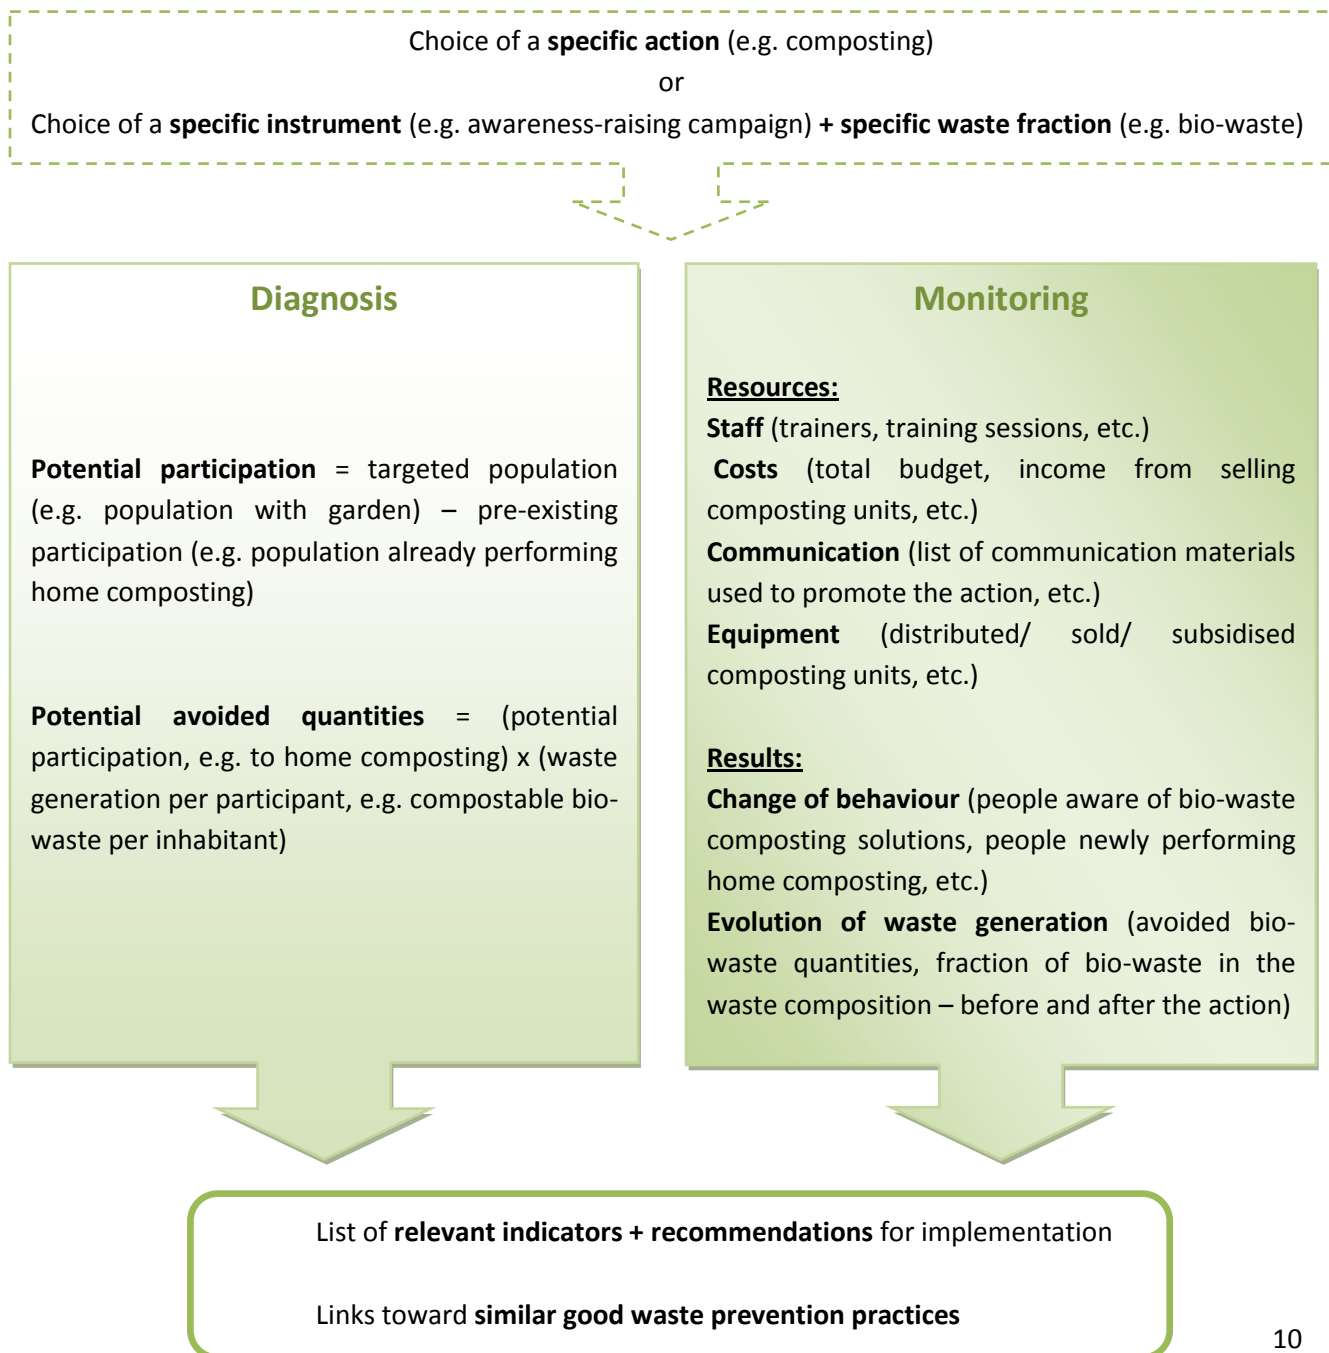 Choice of a specific action (e.g. composting)
or
Choice of a specific instrument (e.g. awareness-raising campaign) + specific waste fraction (e.g. bio-waste)
Diagnosis
Potential participation = targeted population
(e.g. population with garden) – pre-existing
participation (e.g. population already performing
home composting)
Potential avoided quantities = (potential
participation, e.g. to home composting) x (waste
generation per participant, e.g. compostable bio-
waste per inhabitant)
Monitoring
Resources:
Staff (trainers, training sessions, etc.)
Costs (total budget, income from selling
composting units, etc.)
Communication (list of communication materials
used to promote the action, etc.)
Equipment (distributed/ sold/ subsidised
composting units, etc.)
Results:
Change of behaviour (people aware of bio-waste
composting solutions, people newly performing
home composting, etc.)
Evolution of waste generation (avoided bio-
waste quantities, fraction of bio-waste in the
waste composition – before and after the action)
List of relevant indicators + recommendations for implementation
Links toward similar good waste prevention practices
10